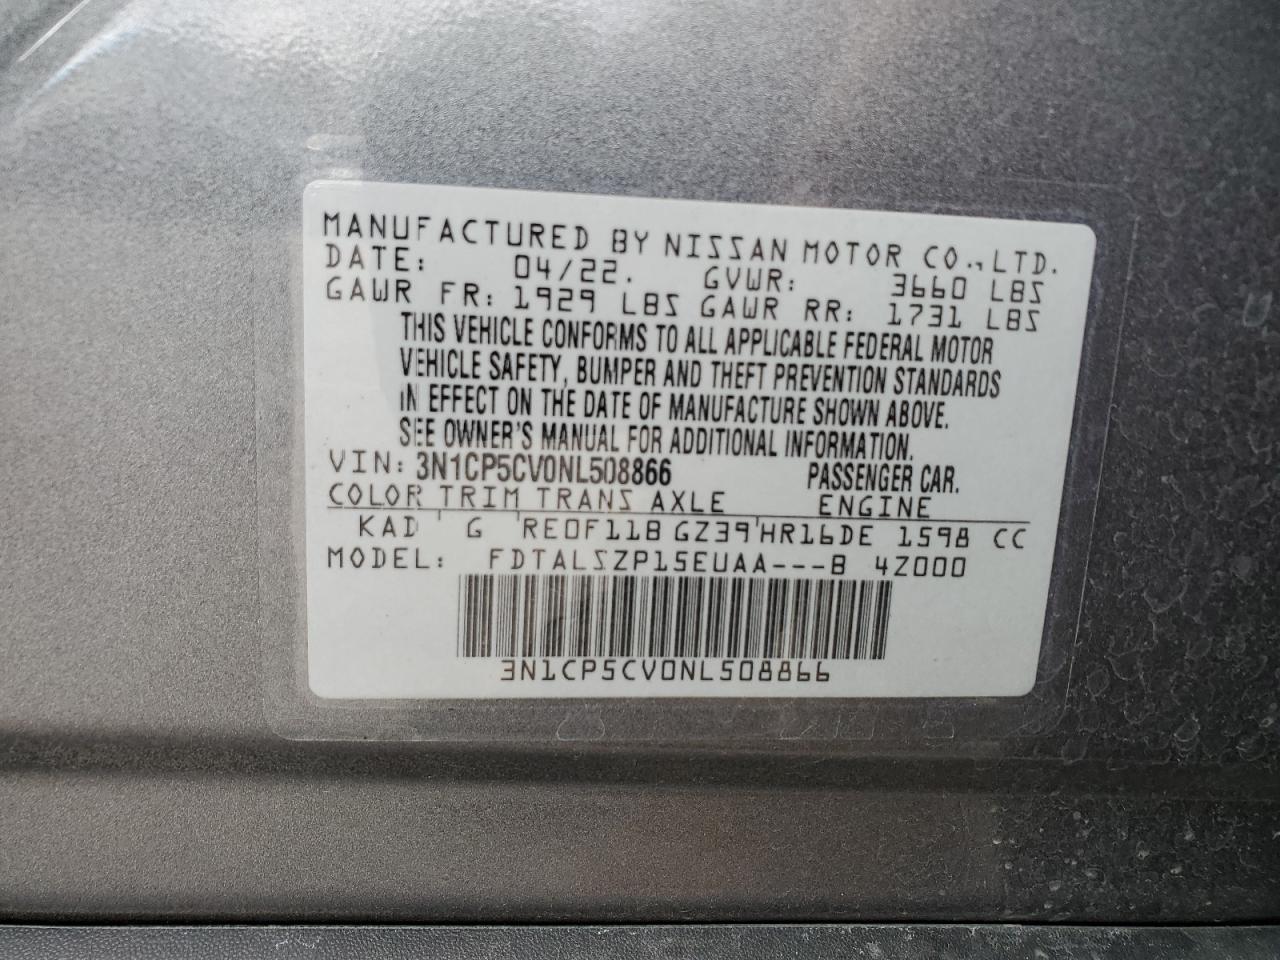 MANUFACTURED BY NISSAN MOTOR CO., LTD.
DATE: 04/22. GVWR: 3660 LBS
GAWR FR: 1929 LBS GAWR RR: 1731 LBS
THIS VEHICLE CONFORMS TO ALL APPLICABLE FEDERAL MOTOR
VEHICLE SAFETY, BUMPER AND THEFT PREVENTION STANDARDS
IN EFFECT ON THE DATE OF MANUFACTURE SHOWN ABOVE.
SEE OWNER'S MANUAL FOR ADDITIONAL INFORMATION.
VIN: 3N1CP5CV0NL508866 PASSENGER CAR.
COLOR TRIM TRANS AXLE ENGINE
KAD G RE0F11B GZ39 HR16DE 1598 CC
MODEL: FDTALSZP15EUAA---B 4Z000
3N1CP5CV0NL508866